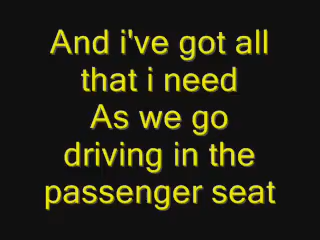 And i've got all
that i need
As we go
driving in the
passenger seat